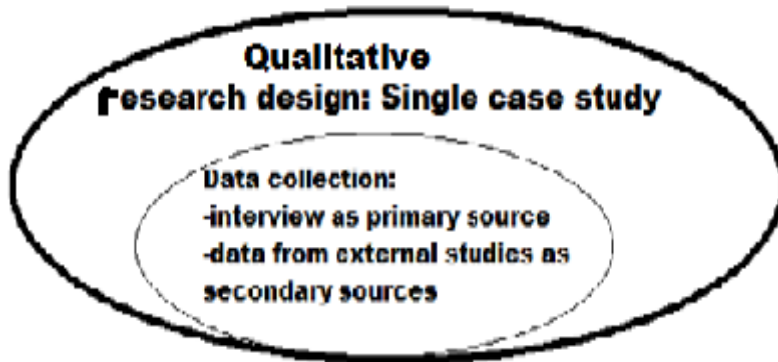 Qualitative
research design: Single case study
Data collection:
-interview as primary source
-data from external studies as
secondary sources